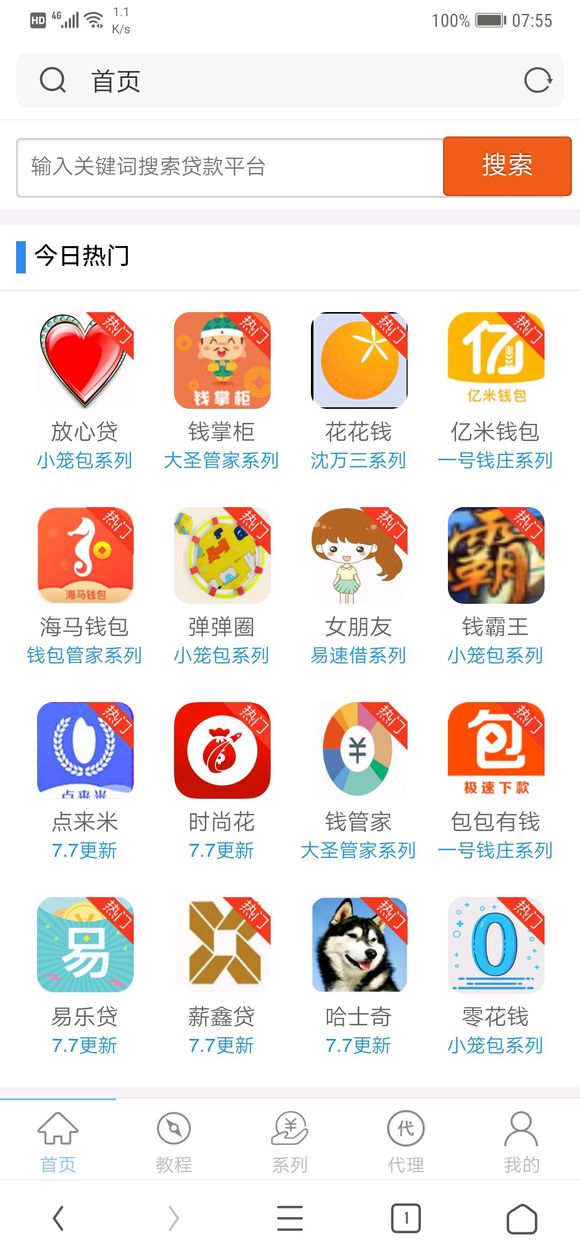 HD 4G 1.1 K/s 100% 07:55
首页
输入关键词搜索贷款平台 搜索
今日热门
热门 热门 热门 热门
钱掌柜 亿 亿米钱包
放心贷 钱掌柜 花花钱 亿米钱包
小笼包系列 大圣管家系列 沈万三系列 一号钱庄系列
热门 热门 热门 热门
海马钱包 霸
海马钱包 弹弹圈 女朋友 钱霸王
钱包管家系列 小笼包系列 易速借系列 小笼包系列
热门 热门 热门 热门
点来米 ¥ 包 极速下款
点来米 时尚花 钱管家 包包有钱
7.7更新 7.7更新 大圣管家系列 一号钱庄系列
热门 热门 热门 热门
易 0
易乐贷 薪鑫贷 哈士奇 零花钱
7.7更新 7.7更新 7.7更新 小笼包系列
¥ 代
首页 教程 系列 代理 我的
1